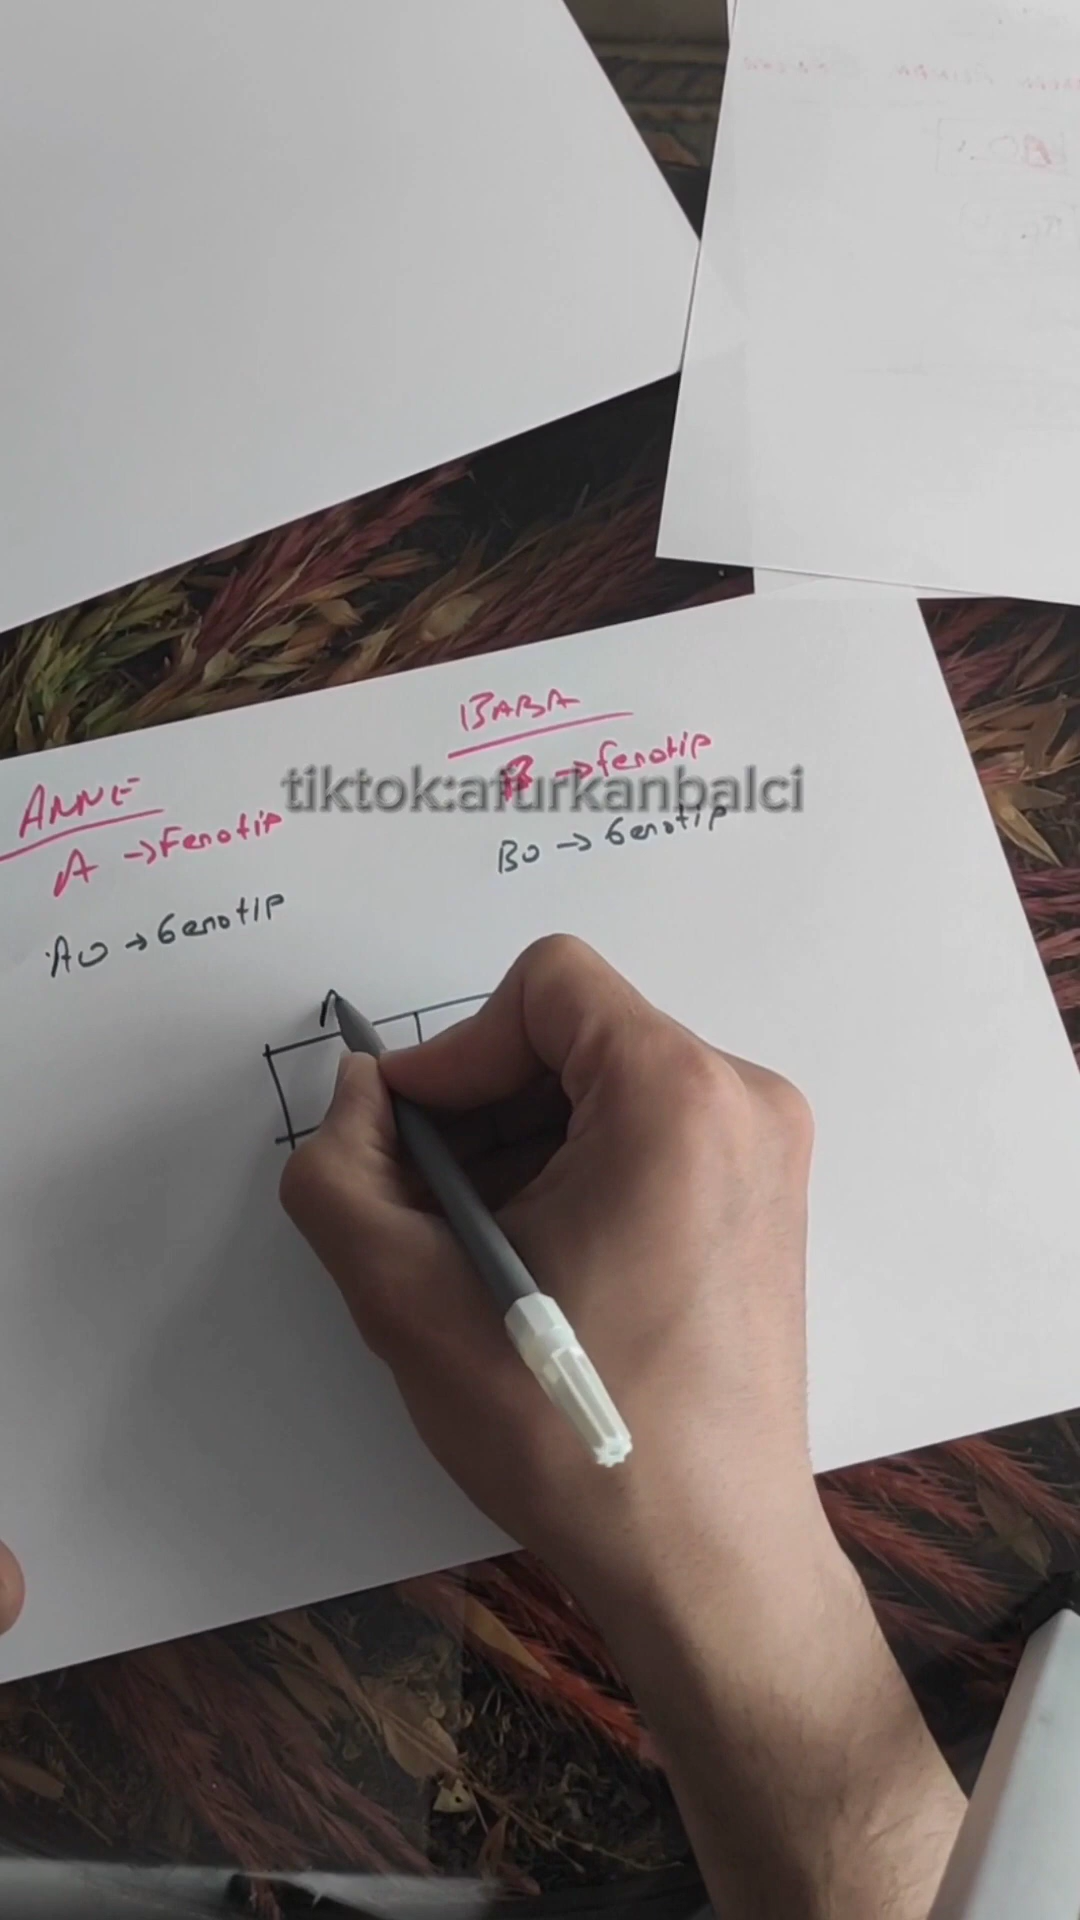 BABA
B → fenotip
BO → Genotip
ANNE
A → Fenotip
AO → Genotip
tiktok:afurkanbalci